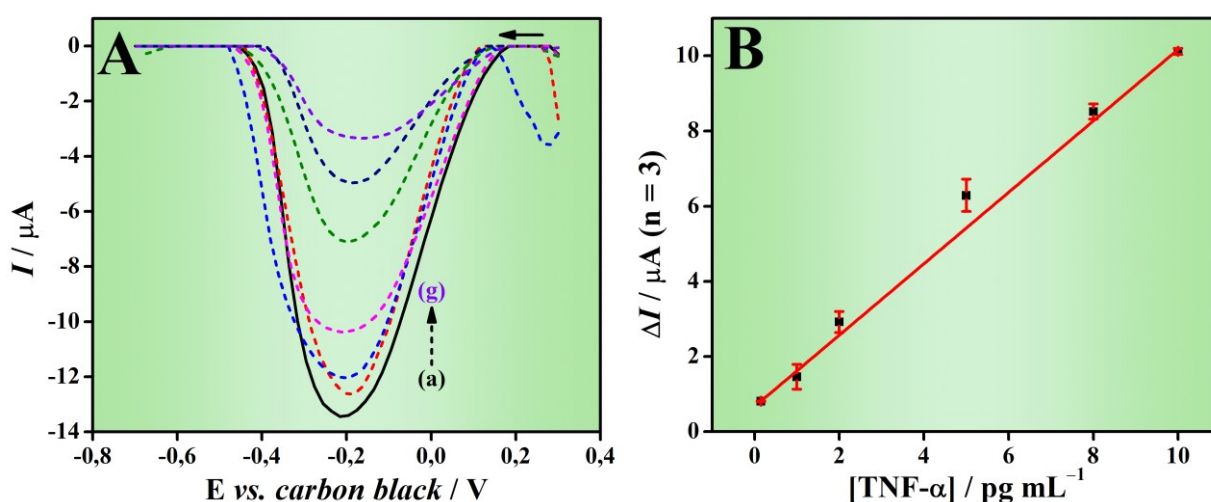 A
0
-2
-4
-6
-8
-10
-12
-14
I / μA
(g)
(a)
-0,8 -0,6 -0,4 -0,2 0,0 0,2 0,4
E vs. carbon black / V
B
10
8
6
4
2
0
ΔI / μA (n = 3)
0 2 4 6 8 10
[TNF-α] / pg mL⁻¹